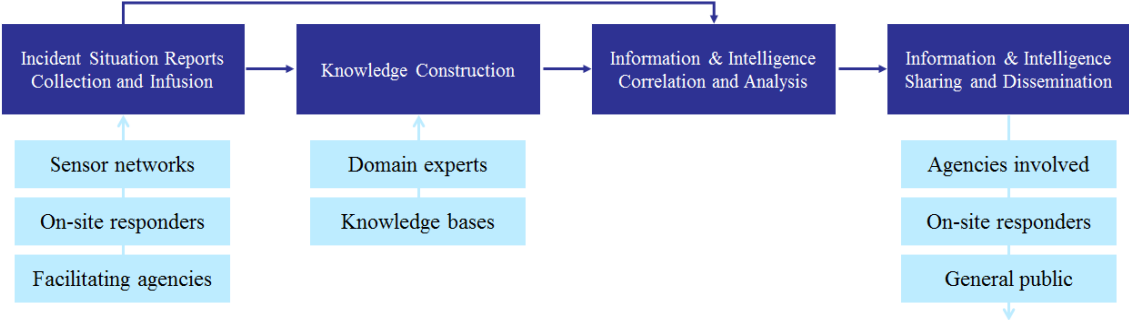 Incident Situation Reports
Collection and Infusion
Knowledge Construction
Information & Intelligence
Correlation and Analysis
Information & Intelligence
Sharing and Dissemination
Sensor networks
On-site responders
Facilitating agencies
Domain experts
Knowledge bases
Agencies involved
On-site responders
General public